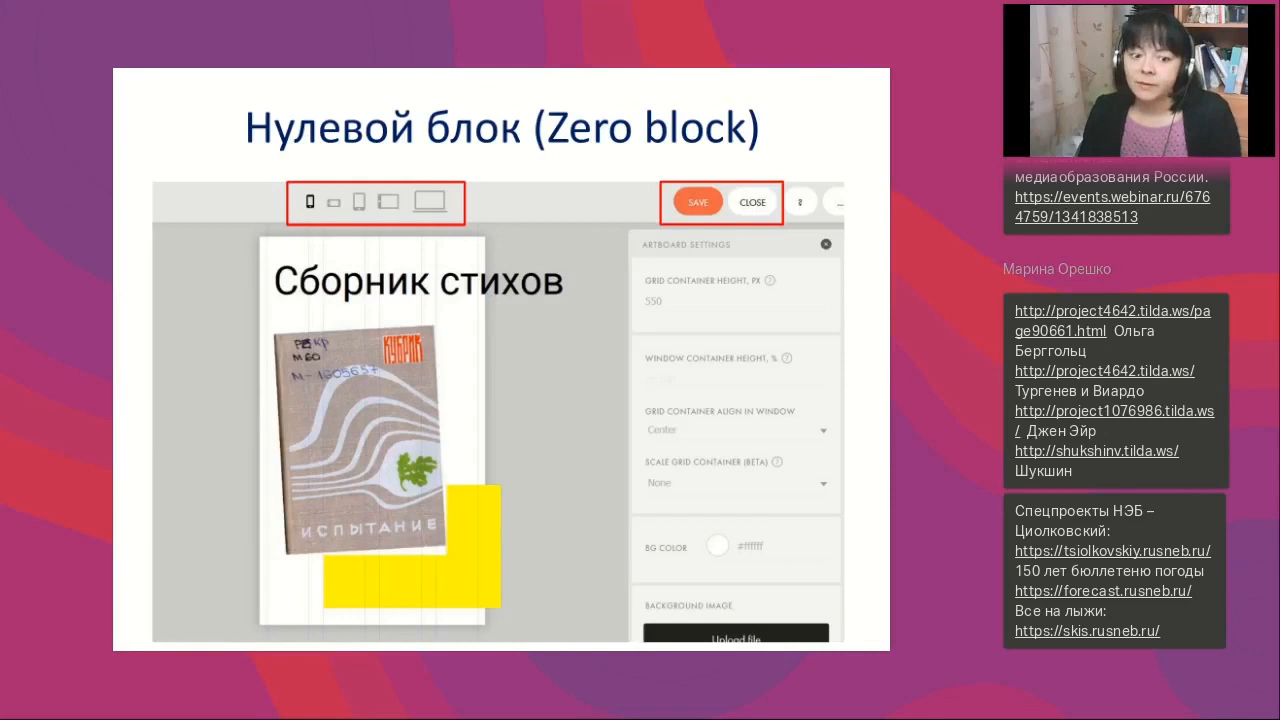 Нулевой блок (Zero block)
SAVE
CLOSE
?
...
Сборник стихов
М 60
М-1605657
КУБРИК
ИСПЫТАНИЕ
ARTBOARD SETTINGS
GRID CONTAINER HEIGHT, PX ?
550
WINDOW CONTAINER HEIGHT, % ?
GRID CONTAINER ALIGN IN WINDOW
Center
SCALE GRID CONTAINER (BETA) ?
None
BG COLOR
#ffffff
BACKGROUND IMAGE
Upload file
медиаобразования России.
https://events.webinar.ru/676
4759/1341838513
Марина Орешко
http://project4642.tilda.ws/pa
ge90661.html Ольга
Берггольц
http://project4642.tilda.ws/
Тургенев и Виардо
http://project1076986.tilda.ws
/ Джен Эйр
http://shukshinv.tilda.ws/
Шукшин
Спецпроекты НЭБ –
Циолковский:
https://tsiolkovskiy.rusneb.ru/
150 лет бюллетеню погоды
https://forecast.rusneb.ru/
Все на лыжи:
https://skis.rusneb.ru/